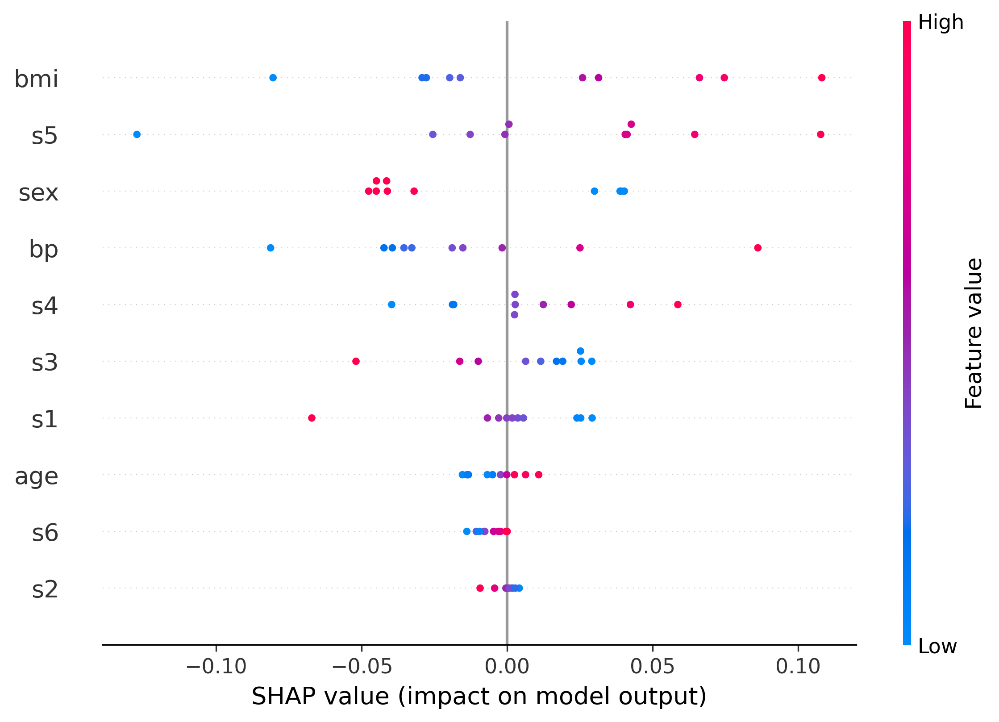 High
bmi
s5
sex
bp
s4
s3
s1
age
s6
s2
Feature value
Low
−0.10 −0.05 0.00 0.05 0.10
SHAP value (impact on model output)